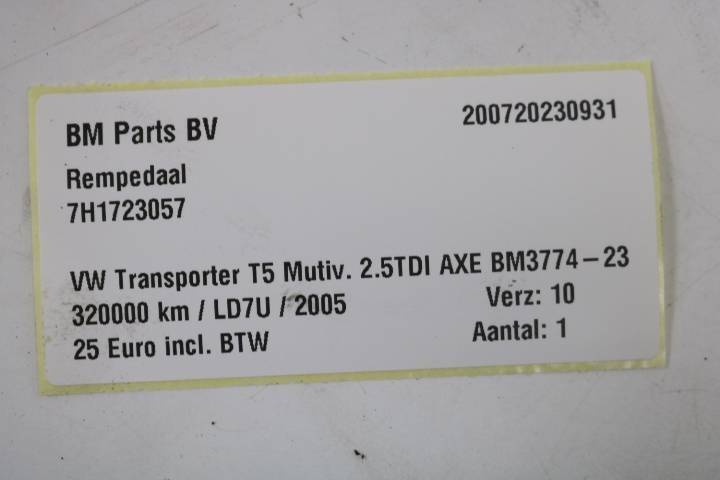 BM Parts BV 200720230931
Rempedaal
7H1723057
VW Transporter T5 Mutiv. 2.5TDI AXE BM3774-23
320000 km / LD7U / 2005 Verz: 10
25 Euro incl. BTW Aantal: 1